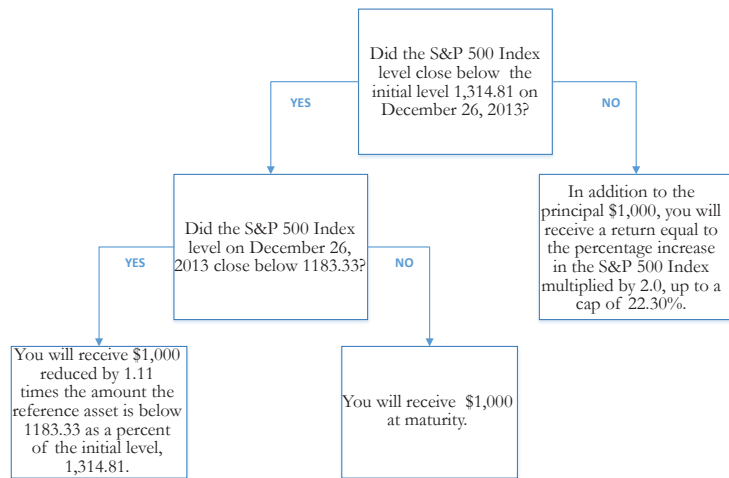 Did the S&P 500 Index
level close below the
initial level 1,314.81 on
December 26, 2013?
YES
NO
Did the S&P 500 Index
level on December 26,
2013 close below 1183.33?
In addition to the
principal $1,000, you will
receive a return equal to
the percentage increase
in the S&P 500 Index
multiplied by 2.0, up to a
cap of 22.30%.
YES
NO
You will receive $1,000
reduced by 1.11
times the amount the
reference asset is below
1183.33 as a percent
of the initial level,
1,314.81.
You will receive $1,000
at maturity.